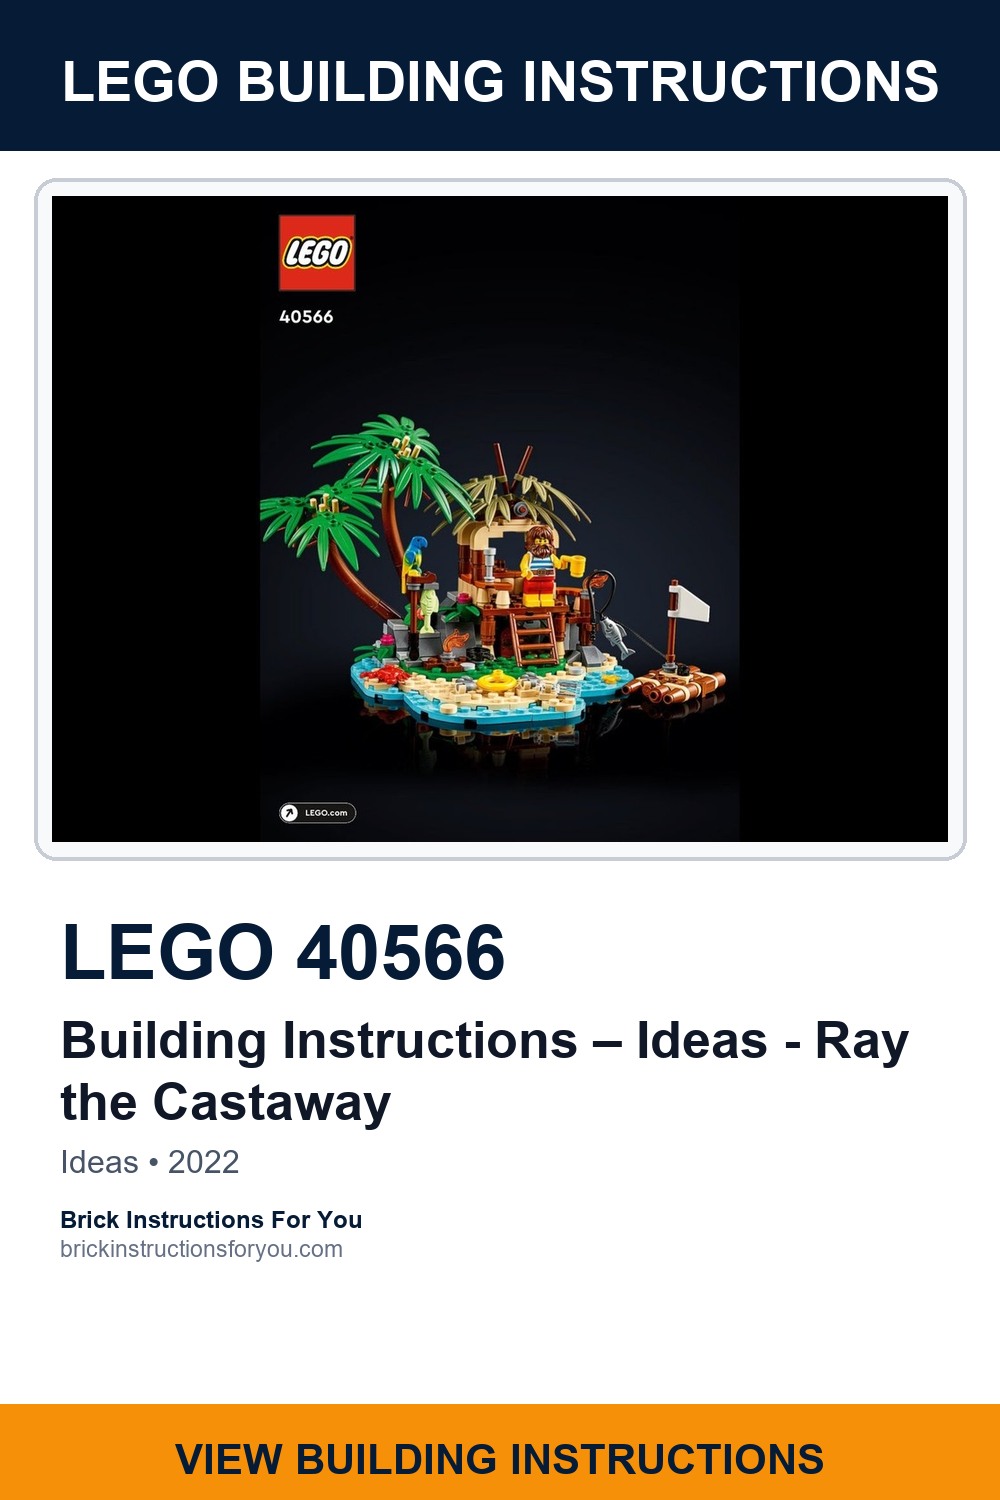 LEGO BUILDING INSTRUCTIONS
LEGO
40566
LEGO.com
LEGO 40566
Building Instructions – Ideas - Ray
the Castaway
Ideas • 2022
Brick Instructions For You
brickinstructionsforyou.com
VIEW BUILDING INSTRUCTIONS